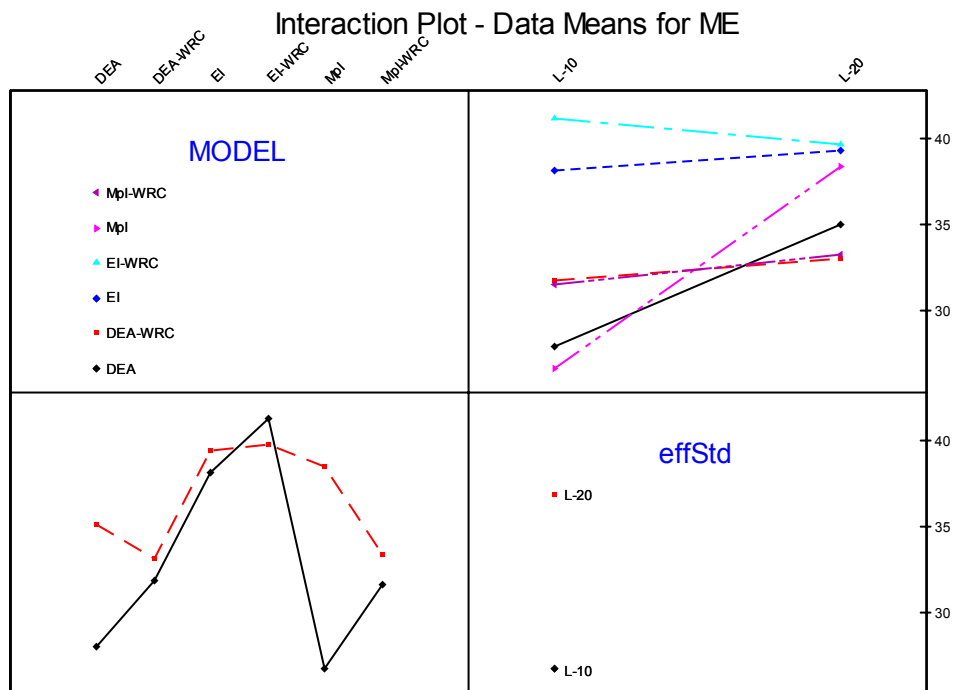 Interaction Plot - Data Means for ME
DEA
DEA-WRC
EI
EI-WRC
MpI
MpI-WRC
L-10
L-20
MODEL
MpI-WRC
MpI
EI-WRC
EI
DEA-WRC
DEA
40
35
30
effStd
L-20
L-10
40
35
30